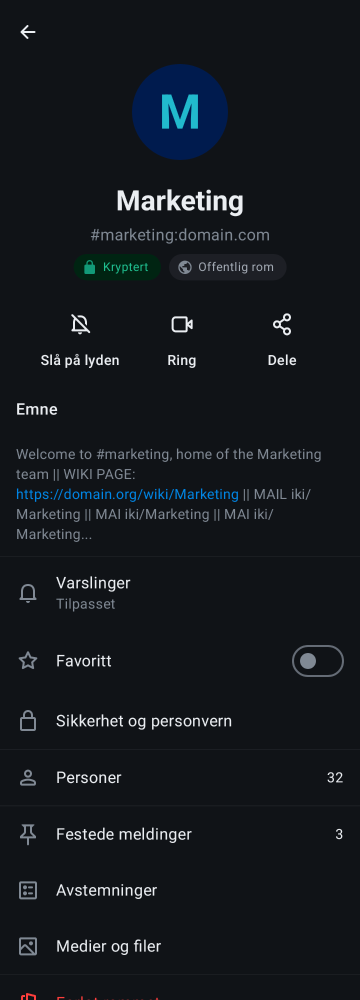 M
Marketing
#marketing:domain.com
Kryptert
Offentlig rom
Slå på lyden
Ring
Dele
Emne
Welcome to #marketing, home of the Marketing
team || WIKI PAGE:
https://domain.org/wiki/Marketing || MAIL iki/
Marketing || MAI iki/Marketing || MAI iki/
Marketing...
Varslinger
Tilpasset
Favoritt
Sikkerhet og personvern
Personer
32
Festede meldinger
3
Avstemninger
Medier og filer